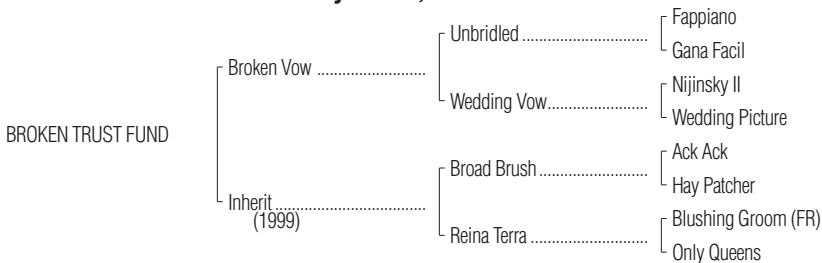 Fappiano
Unbridled
Gana Facil
Broken Vow
Nijinsky II
Wedding Vow
Wedding Picture
BROKEN TRUST FUND
Ack Ack
Broad Brush
Hay Patcher
Inherit
(1999)
Blushing Groom (FR)
Reina Terra
Only Queens